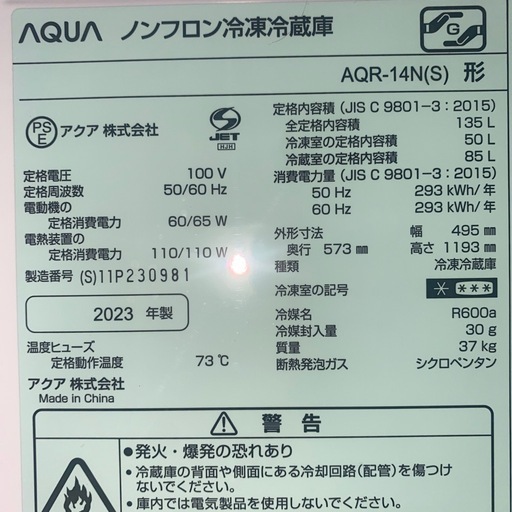 AQUA ノンフロン冷凍冷蔵庫
G
AQR-14N(S) 形
PSE アクア 株式会社
S JET RJH
定格電圧 100 V
定格周波数 50/60 Hz
電動機の
定格消費電力 60/65 W
電熱装置の
定格消費電力 110/110 W
製造番号 (S)11P230981
2023 年製
温度ヒューズ
定格動作温度 73℃
アクア 株式会社
Made in China
定格内容積 (JIS C 9801-3：2015)
全定格内容積 135 L
冷凍室の定格内容積 50 L
冷蔵室の定格内容積 85 L
消費電力量 (JIS C 9801-3：2015)
50 Hz 293 kWh/年
60 Hz 293 kWh/年
外形寸法 幅 495 mm
奥行 573 mm 高さ 1193 mm
種類 冷凍冷蔵庫
冷凍室の記号 * ***
冷媒名 R600a
冷媒封入量 30 g
質量 37 kg
断熱発泡ガス シクロペンタン
警告
●発火・爆発の恐れあり
・冷蔵庫の背面や側面にある冷却回路(配管)を傷つけ
ないでください。
・庫内では電気製品を使用しないでください。